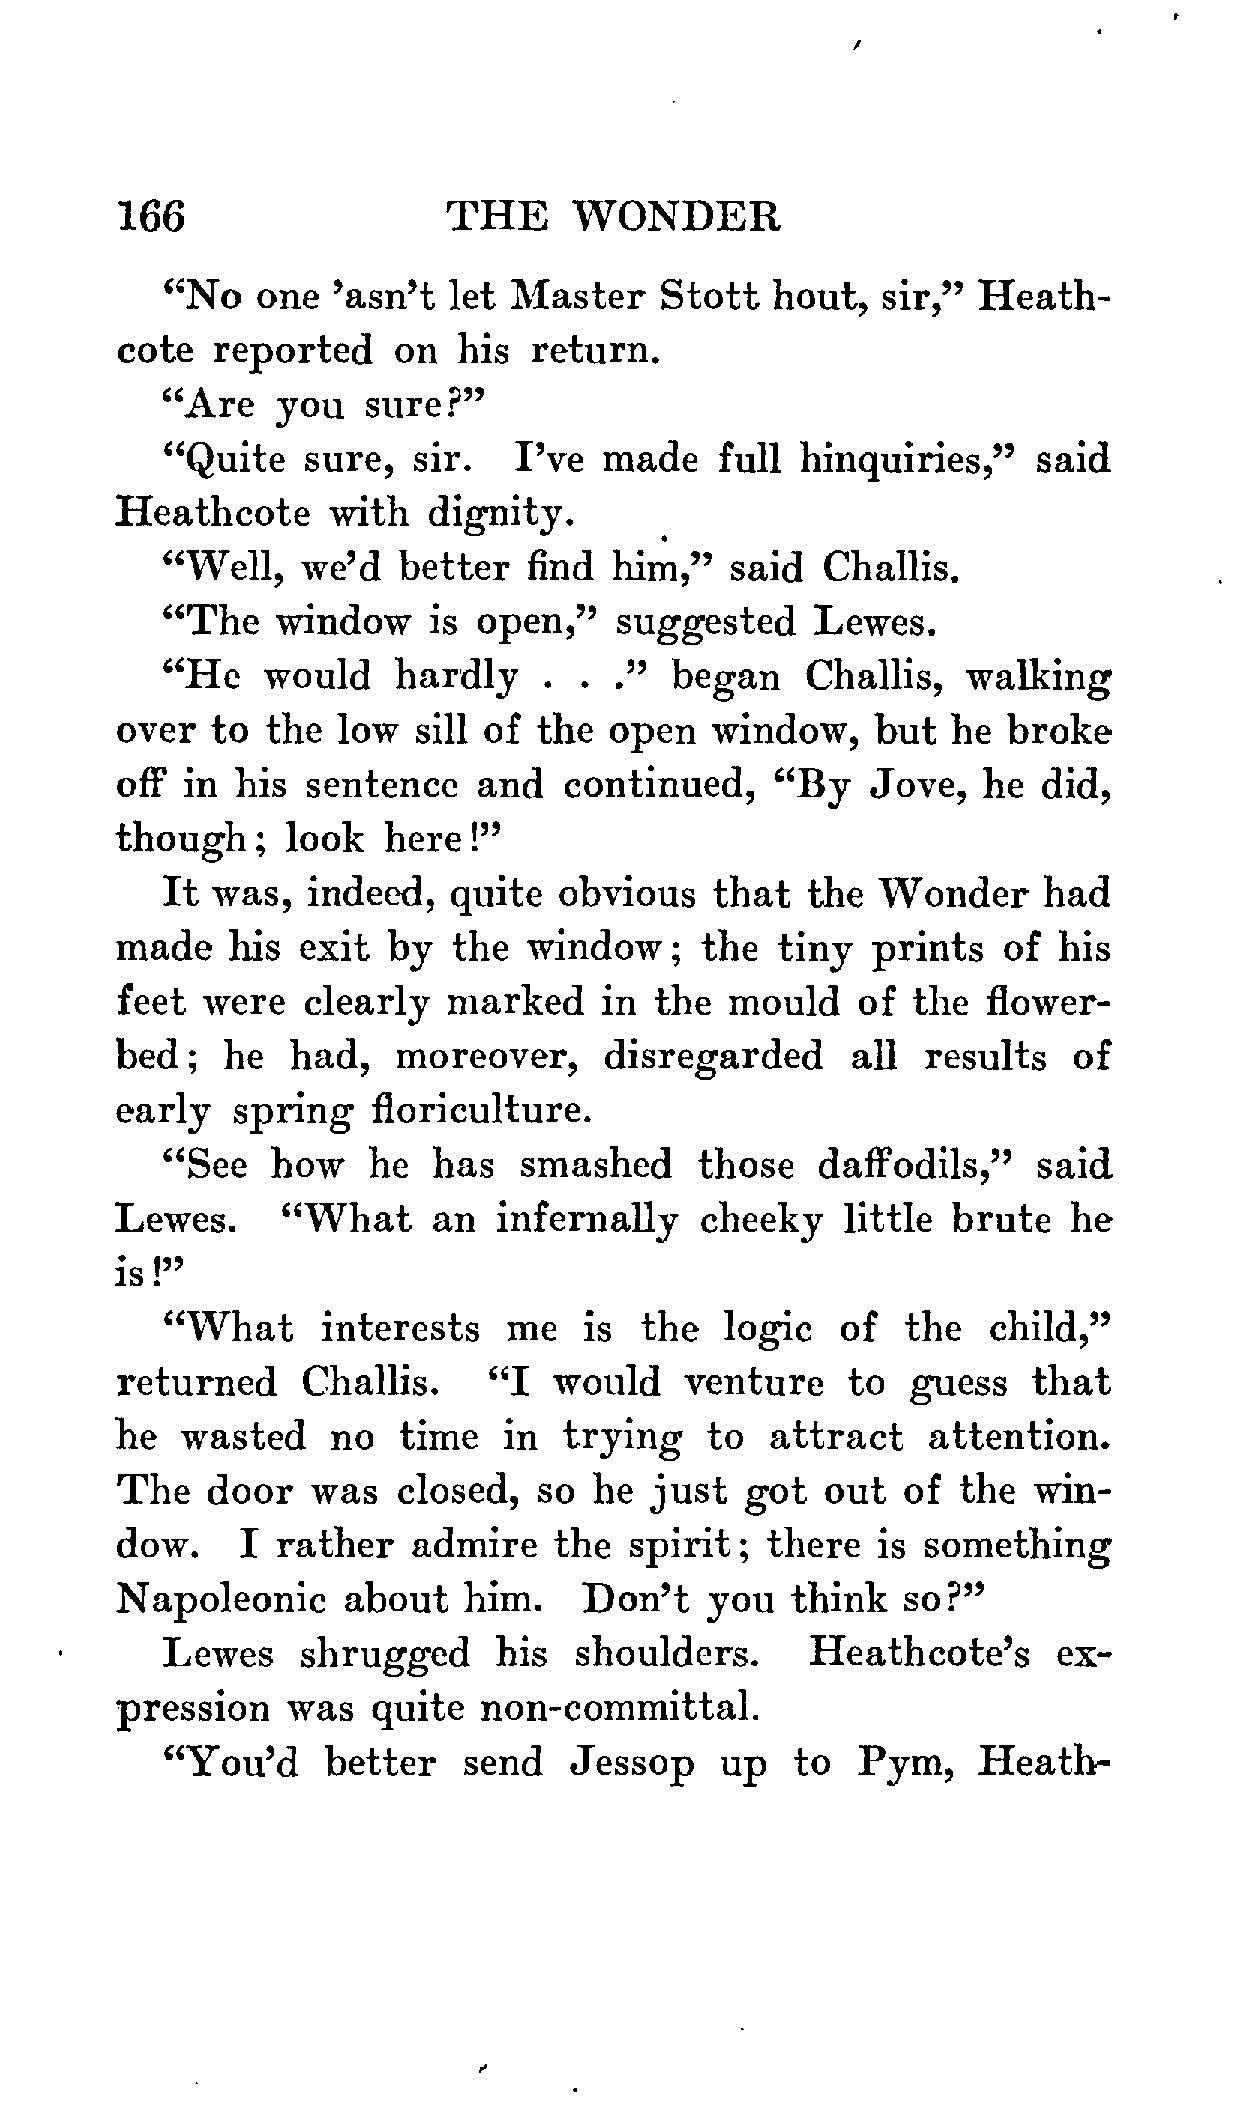 166 THE WONDER
“No one ’asn’t let Master Stott hout, sir,” Heath-
cote reported on his return.
“Are you sure?”
“Quite sure, sir. I’ve made full hinquiries,” said
Heathcote with dignity.
“Well, we’d better find him,” said Challis.
“The window is open,” suggested Lewes.
“He would hardly . . .” began Challis, walking
over to the low sill of the open window, but he broke
off in his sentence and continued, “By Jove, he did,
though; look here!”
It was, indeed, quite obvious that the Wonder had
made his exit by the window; the tiny prints of his
feet were clearly marked in the mould of the flower-
bed; he had, moreover, disregarded all results of
early spring floriculture.
“See how he has smashed those daffodils,” said
Lewes. “What an infernally cheeky little brute he
is!”
“What interests me is the logic of the child,”
returned Challis. “I would venture to guess that
he wasted no time in trying to attract attention.
The door was closed, so he just got out of the win-
dow. I rather admire the spirit; there is something
Napoleonic about him. Don’t you think so?”
Lewes shrugged his shoulders. Heathcote’s ex-
pression was quite non-committal.
“You’d better send Jessop up to Pym, Heath-